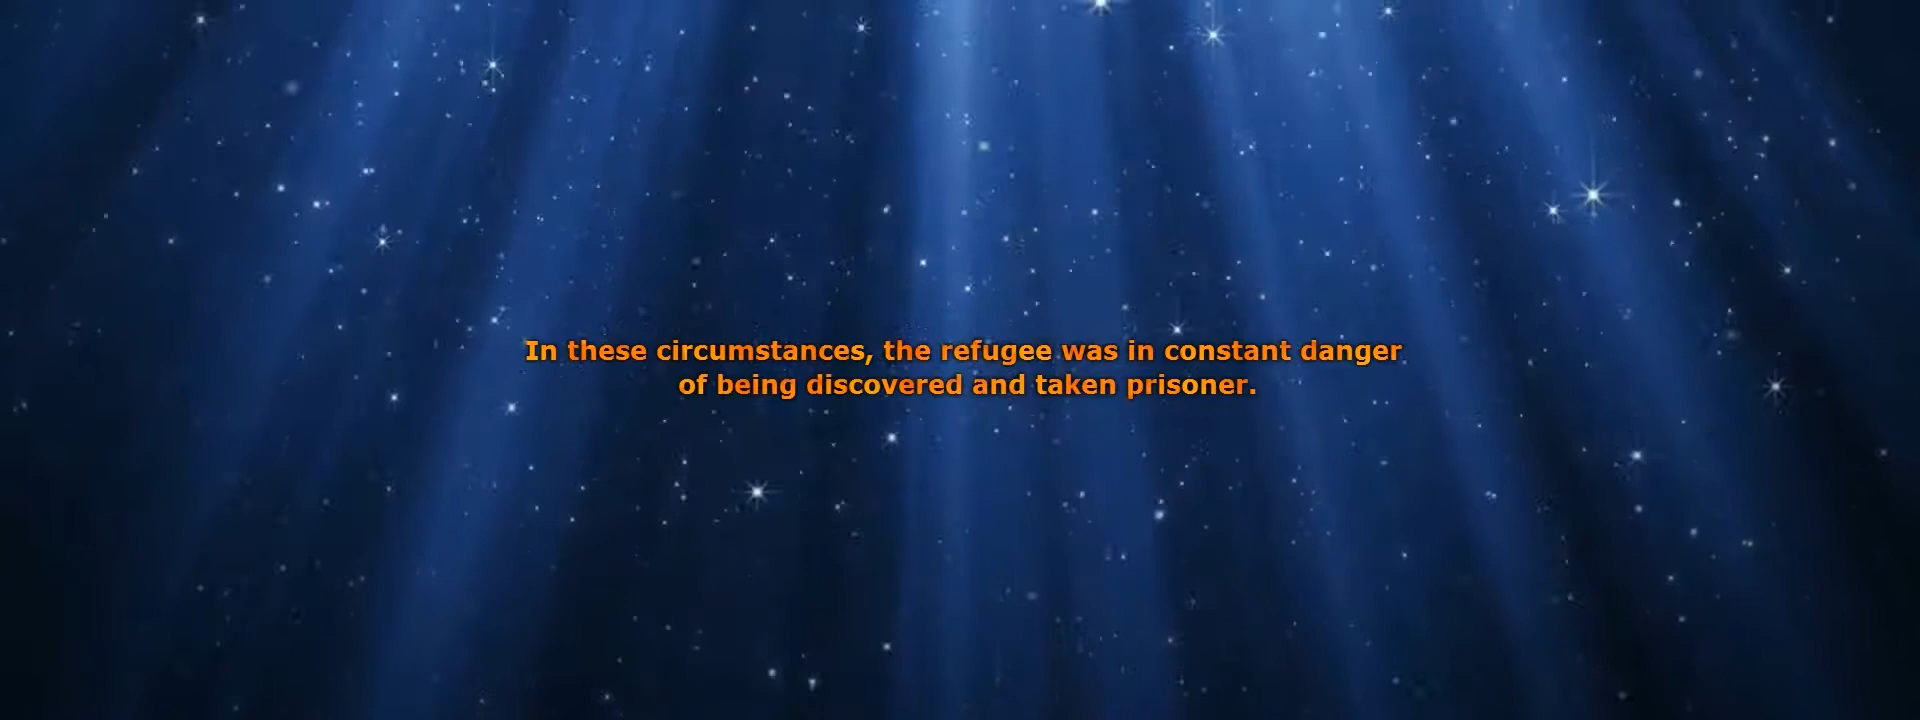 In these circumstances, the refugee was in constant danger
of being discovered and taken prisoner.